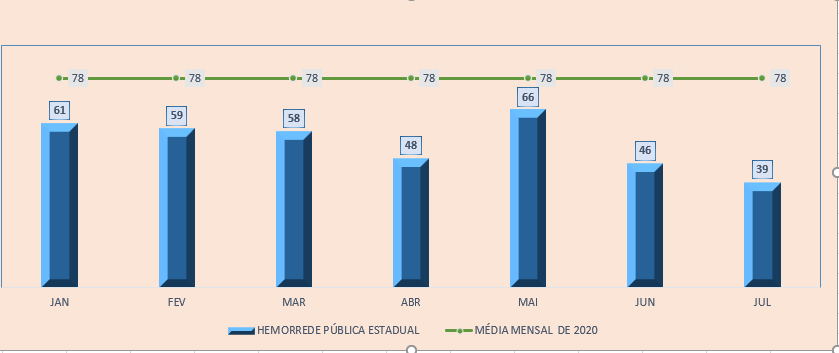 78 78 78 78 78 78 78
61 59 58 48 66 46 39
JAN FEV MAR ABR MAI JUN JUL
HEMORREDE PÚBLICA ESTADUAL MÉDIA MENSAL DE 2020